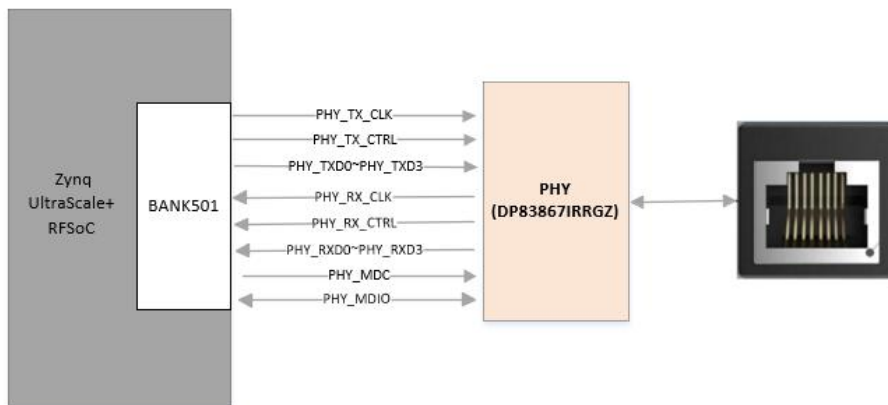 Zynq
UltraScale+
RFSoC
BANK501
PHY_TX_CLK
PHY_TX_CTRL
PHY_TXD0~PHY_TXD3
PHY_RX_CLK
PHY_RX_CTRL
PHY_RXD0~PHY_RXD3
PHY_MDC
PHY_MDIO
PHY
(DP83867IRRGZ)